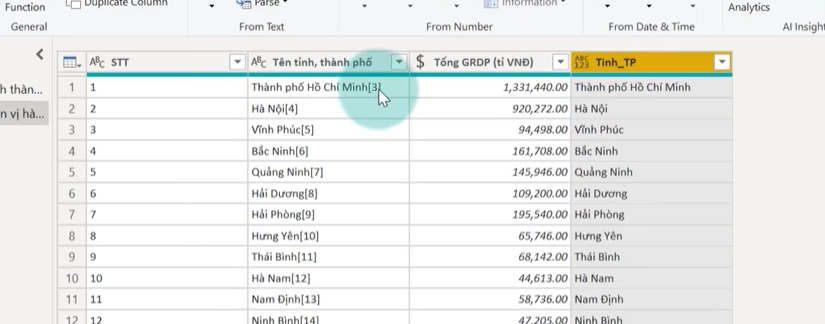 Function
Duplicate Column
Parse
Information
Analytics
General
From Text
From Number
From Date & Time
AI Insight
STT Tên tỉnh, thành phố $ Tổng GRDP (tỉ VNĐ) ABC 123 Tỉnh_TP
h thàn... 1 1 Thành phố Hồ Chí Minh[3] 1,331,440.00 Thành phố Hồ Chí Minh
n vị hà... 2 2 Hà Nội[4] 920,272.00 Hà Nội
3 3 Vĩnh Phúc[5] 94,498.00 Vĩnh Phúc
4 4 Bắc Ninh[6] 161,708.00 Bắc Ninh
5 5 Quảng Ninh[7] 145,946.00 Quảng Ninh
6 6 Hải Dương[8] 109,200.00 Hải Dương
7 7 Hải Phòng[9] 195,540.00 Hải Phòng
8 8 Hưng Yên[10] 65,746.00 Hưng Yên
9 9 Thái Bình[11] 68,142.00 Thái Bình
10 10 Hà Nam[12] 44,613.00 Hà Nam
11 11 Nam Định[13] 58,736.00 Nam Định
12 12 Ninh Bình[14] 47,205.00 Ninh Bình